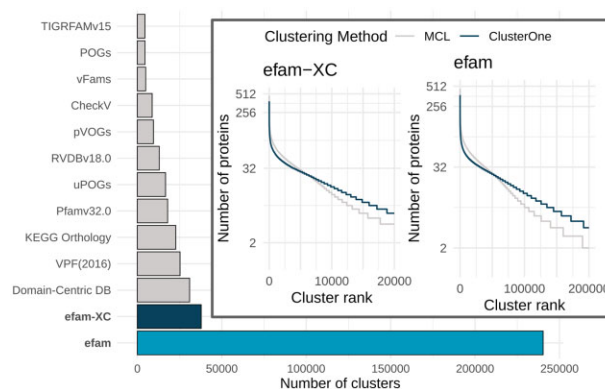 TIGRFAMv15
POGs
vFams
CheckV
pVOGs
RVDBv18.0
uPOGs
Pfamv32.0
KEGG Orthology
VPF(2016)
Domain-Centric DB
efam-XC
efam
0 50000 100000 150000 200000 250000
Number of clusters
Clustering Method MCL ClusterOne
efam-XC
Number of proteins
512
256
32
2
0 10000 20000
Cluster rank
efam
Number of proteins
512
256
32
2
0 100000 200000
Cluster rank